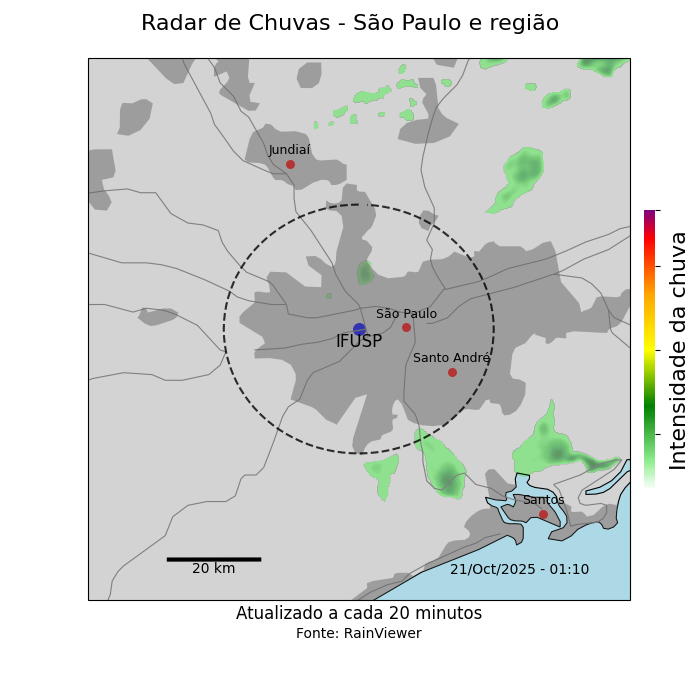 Radar de Chuvas - São Paulo e região
Jundiaí
São Paulo
IFUSP
Santo André
Santos
20 km
21/Oct/2025 - 01:10
Intensidade da chuva
Atualizado a cada 20 minutos
Fonte: RainViewer